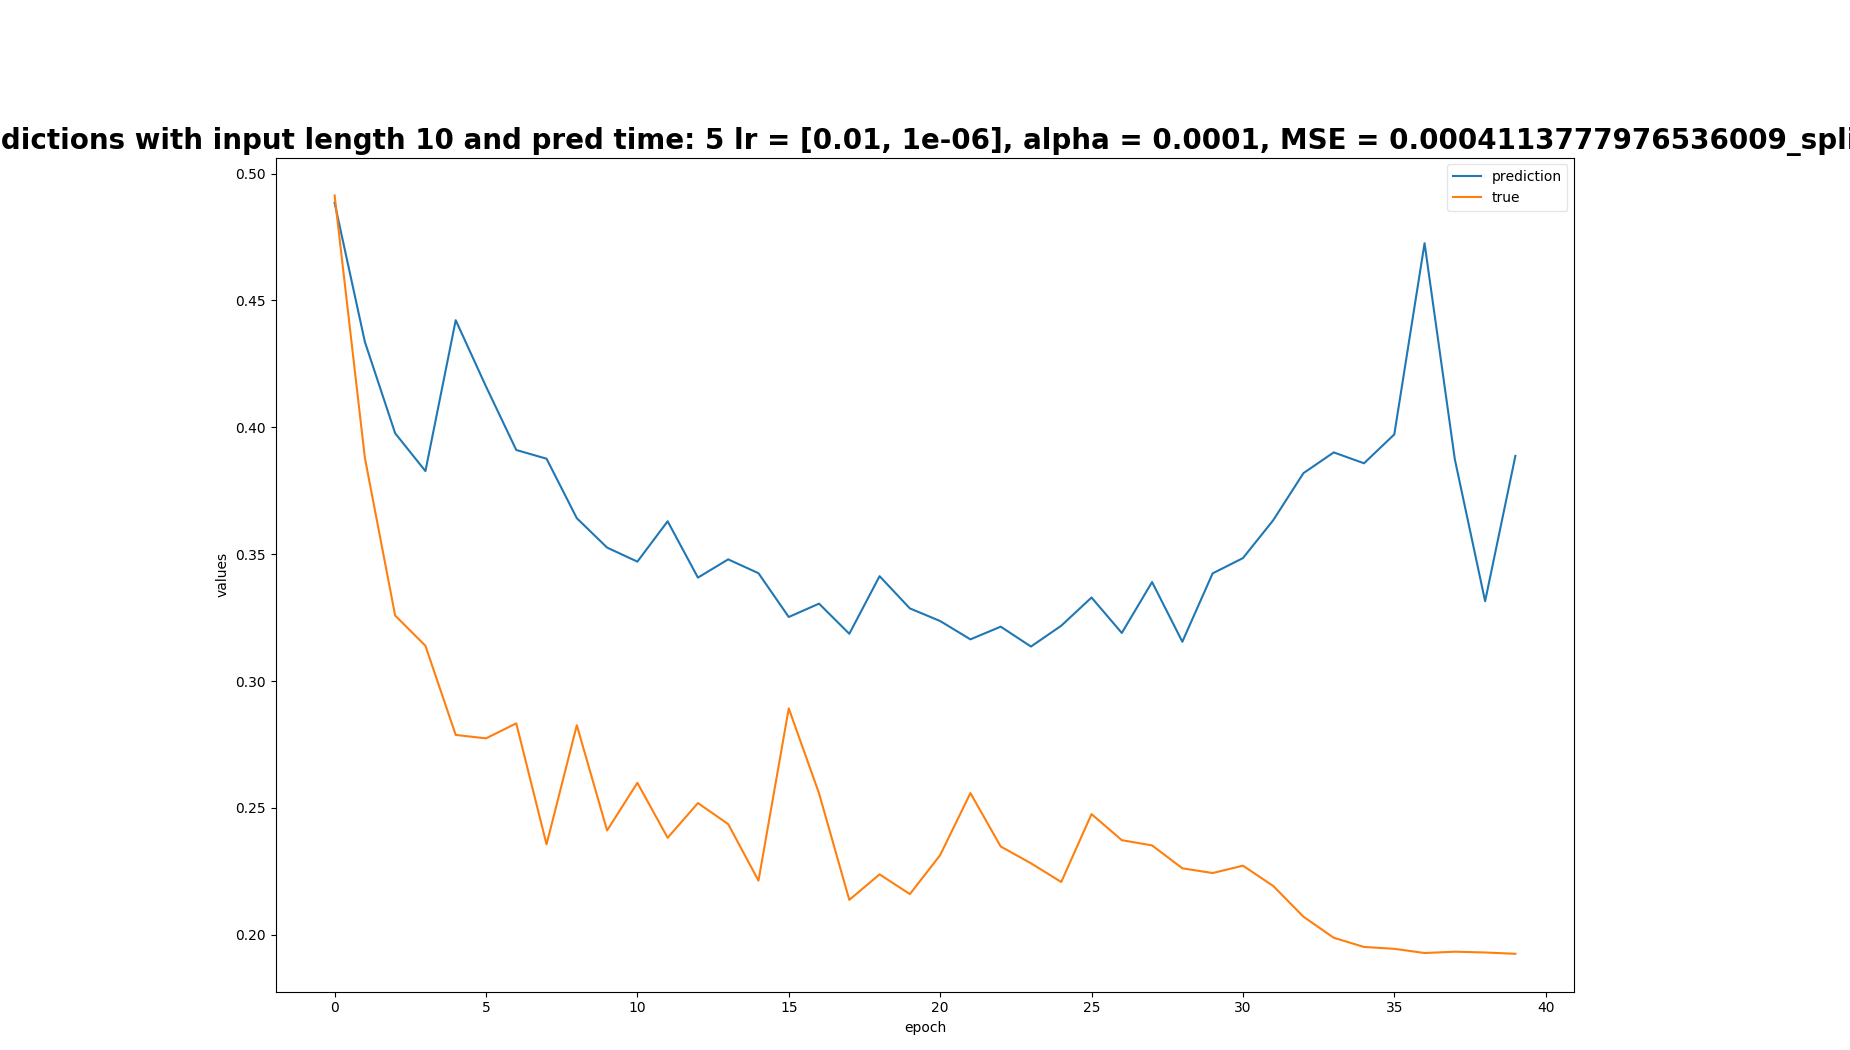 dictions with input length 10 and pred time: 5 lr = [0.01, 1e-06], alpha = 0.0001, MSE = 0.0004113777976536009_spli
prediction
true
0.50
0.45
0.40
0.35
0.30
0.25
0.20
values
0 5 10 15 20 25 30 35 40
epoch